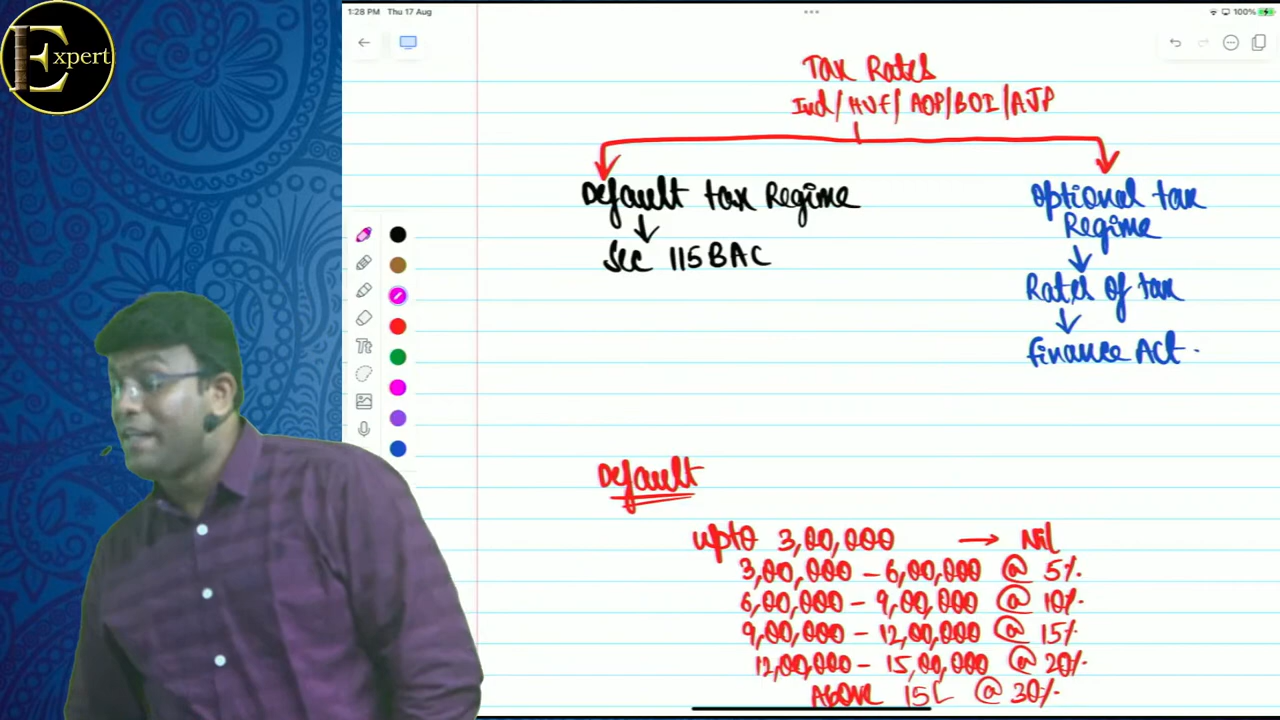 Expert
1:28 PM Thu 17 Aug
100%
Tax Rates
Ind/HUF/AOP/BOI/AJP
Default tax Regime
Sec 115BAC
Optional tax
Regime
Rates of tax
Finance Act.
Default
upto 3,00,000 → Nil
3,00,000 – 6,00,000 @ 5%
6,00,000 – 9,00,000 @ 10%
9,00,000 – 12,00,000 @ 15%
12,00,000 – 15,00,000 @ 20%
Above 15L @ 30%